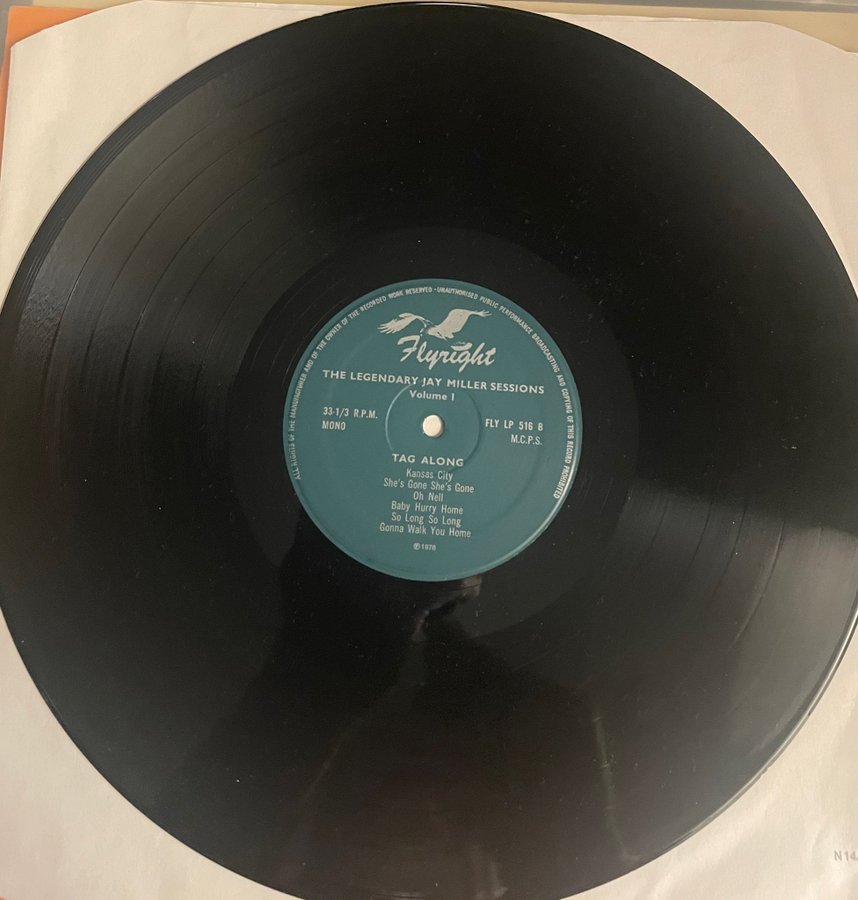 ALL RIGHTS OF THE MANUFACTURER AND OF THE OWNER OF THE RECORDED WORK RESERVED · UNAUTHORISED PUBLIC PERFORMANCE BROADCASTING AND COPYING OF THIS RECORD PROHIBITED
Flyright
THE LEGENDARY JAY MILLER SESSIONS
Volume 1
33-1/3 R.P.M.
MONO
FLY LP 516 B
M.C.P.S.
TAG ALONG
Kansas City
She's Gone She's Gone
Oh Nell
Baby Hurry Home
So Long So Long
Gonna Walk You Home
℗ 1976